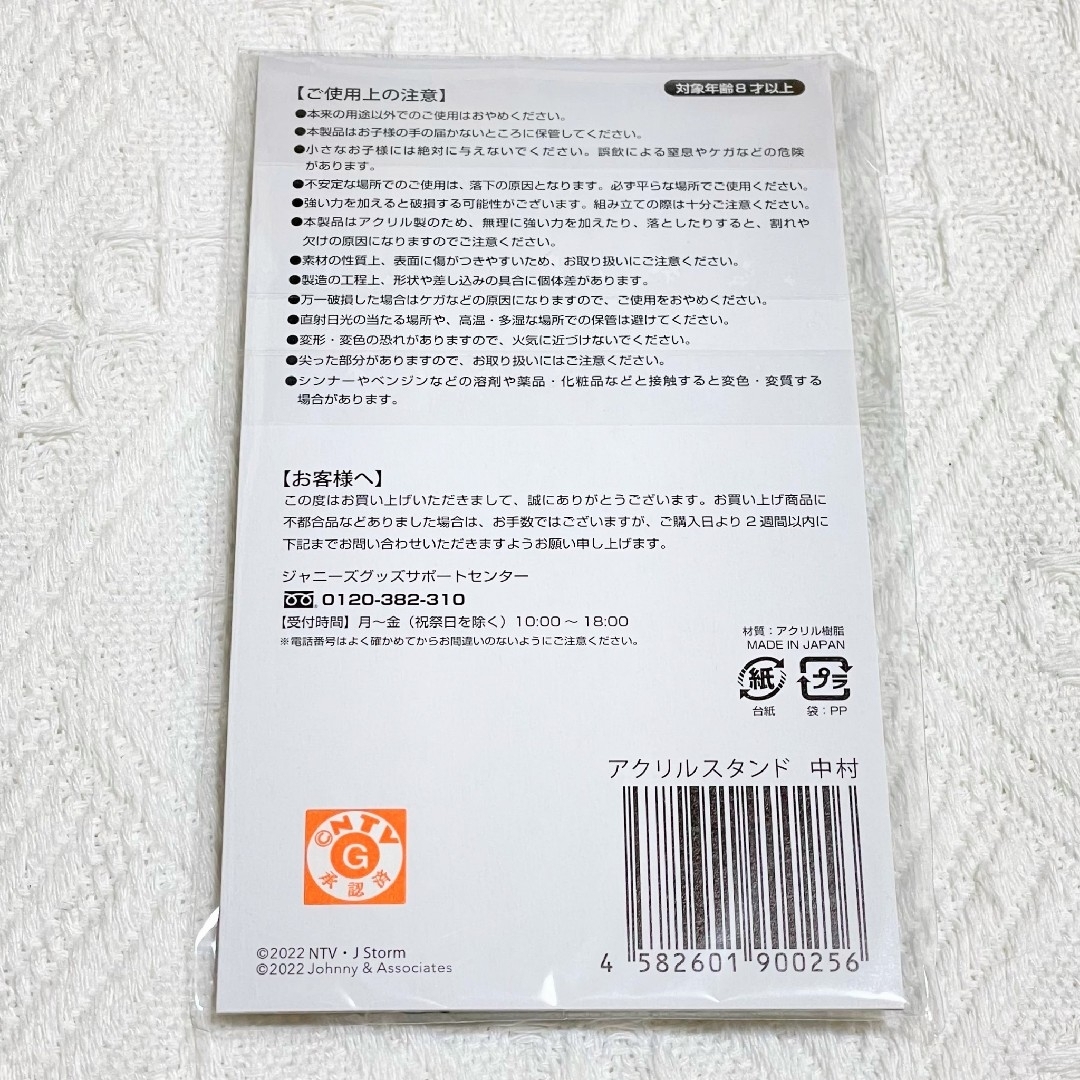 【ご使用上の注意】
対象年齢8才以上
●本来の用途以外でのご使用はおやめください。
●本製品はお子様の手の届かないところに保管してください。
●小さなお子様には絶対に与えないでください。誤飲による窒息やケガなどの危険
があります。
●不安定な場所でのご使用は、落下の原因となります。必ず平らな場所でご使用ください。
●強い力を加えると破損する可能性がございます。組み立ての際は十分ご注意ください。
●本製品はアクリル製のため、無理に強い力を加えたり、落としたりすると、割れや
欠けの原因になりますのでご注意ください。
●素材の性質上、表面に傷がつきやすいため、お取り扱いにご注意ください。
●製造の工程上、形状や差し込みの具合に個体差があります。
●万一破損した場合はケガなどの原因になりますので、ご使用をおやめください。
●直射日光の当たる場所や、高温・多湿な場所での保管は避けてください。
●変形・変色の恐れがありますので、火気に近づけないでください。
●尖った部分がありますので、お取り扱いにはご注意ください。
●シンナーやベンジンなどの溶剤や薬品・化粧品などと接触すると変色・変質する
場合があります。
【お客様へ】
この度はお買い上げいただきまして、誠にありがとうございます。お買い上げ商品に
不都合品などありました場合は、お手数ではございますが、ご購入日より2週間以内に
下記までお問い合わせいただきますようお願い申し上げます。
ジャニーズグッズサポートセンター
0120-382-310
【受付時間】月～金（祝祭日を除く）10:00～18:00
※電話番号はよく確かめてからお間違いのないようにご注意ください。
材質：アクリル樹脂
MADE IN JAPAN
紙 プラ
台紙 袋：PP
アクリルスタンド 中村
©NTV
G
承認済
4 582601 900256
©2022 NTV・J Storm
©2022 Johnny & Associates